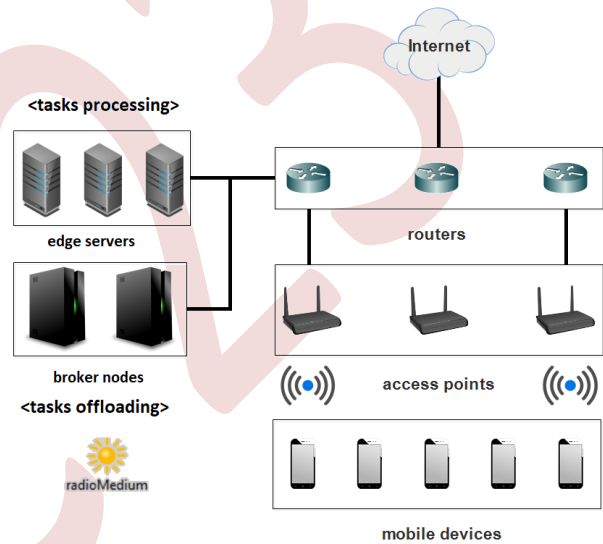 Internet
<tasks processing>
edge servers
routers
broker nodes
access points
<tasks offloading>
radioMedium
mobile devices